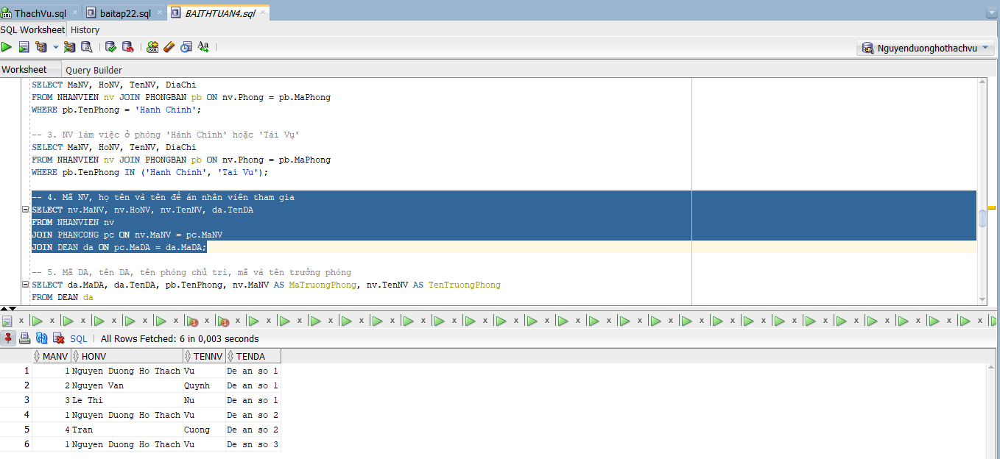 ThachVu.sql × baitap22.sql × BAITHTUAN4.sql ×
SQL Worksheet History
Nguyenduonghothachvu
Worksheet Query Builder
SELECT MaNV, HoNV, TenNV, DiaChi
FROM NHANVIEN nv JOIN PHONGBAN pb ON nv.Phong = pb.MaPhong
WHERE pb.TenPhong = 'Hanh Chinh';
-- 3. NV làm việc ở phòng 'Hành Chính' hoặc 'Tài Vụ'
SELECT MaNV, HoNV, TenNV, DiaChi
FROM NHANVIEN nv JOIN PHONGBAN pb ON nv.Phong = pb.MaPhong
WHERE pb.TenPhong IN ('Hanh Chinh', 'Tai Vu');
-- 4. Mã NV, họ tên và tên đề án nhân viên tham gia
SELECT nv.MaNV, nv.HoNV, nv.TenNV, da.TenDA
FROM NHANVIEN nv
JOIN PHANCONG pc ON nv.MaNV = pc.MaNV
JOIN DEAN da ON pc.MaDA = da.MaDA;
-- 5. Mã DA, tên DA, tên phòng chủ trì, mã và tên trưởng phòng
SELECT da.MaDA, da.TenDA, pb.TenPhong, nv.MaNV AS MaTruongPhong, nv.TenNV AS TenTruongPhong
FROM DEAN da
SQL | All Rows Fetched: 6 in 0,003 seconds
MANV HONV TENNV TENDA
1 1 Nguyen Duong Ho Thach Vu De an so 1
2 2 Nguyen Van Quynh De an so 1
3 3 Le Thi Nu De an so 1
4 1 Nguyen Duong Ho Thach Vu De an so 2
5 4 Tran Cuong De an so 2
6 1 Nguyen Duong Ho Thach Vu De sn so 3